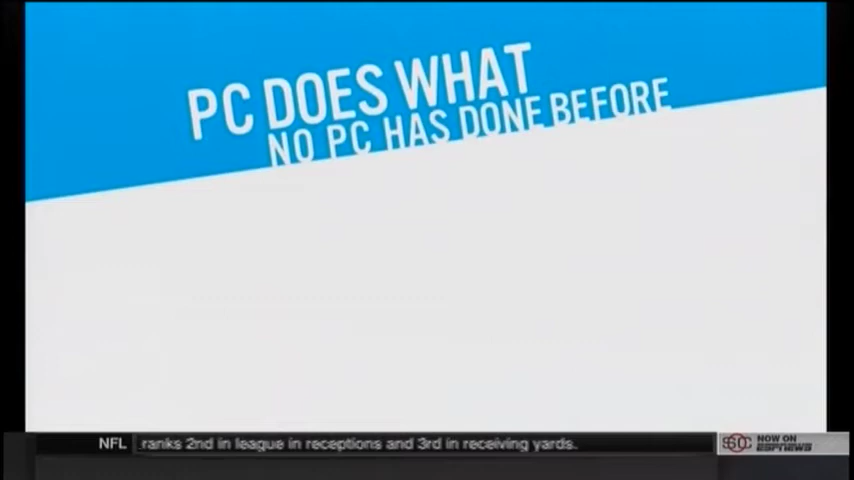 PC DOES WHAT
NO PC HAS DONE BEFORE
NFL ranks 2nd in league in receptions and 3rd in receiving yards.
NOW ON
ESPNEWS